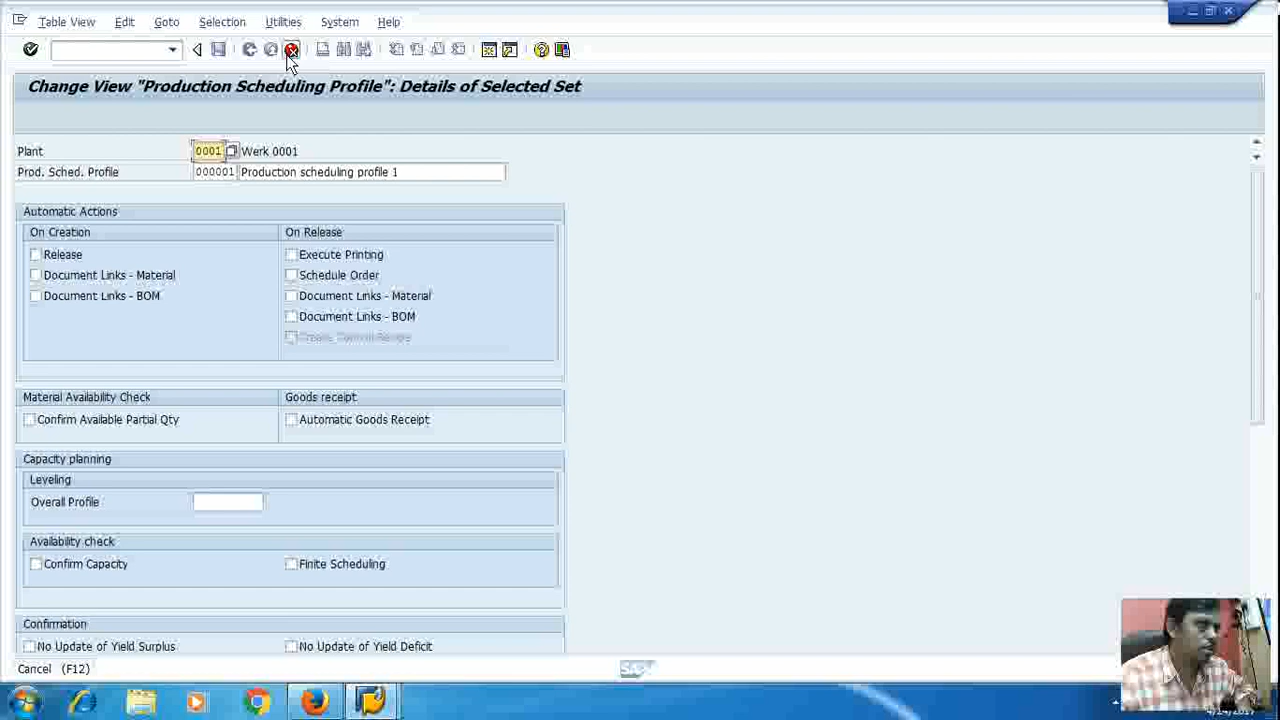 Table View Edit Goto Selection Utilities System Help
Change View "Production Scheduling Profile": Details of Selected Set
Plant 0001 Werk 0001
Prod. Sched. Profile 000001 Production scheduling profile 1
Automatic Actions
On Creation On Release
Release Execute Printing
Document Links - Material Schedule Order
Document Links - BOM Document Links - Material
Document Links - BOM
Material Availability Check Goods receipt
Confirm Available Partial Qty Automatic Goods Receipt
Capacity planning
Leveling
Overall Profile
Availability check
Confirm Capacity Finite Scheduling
Confirmation
No Update of Yield Surplus No Update of Yield Deficit
Cancel (F12) SAP